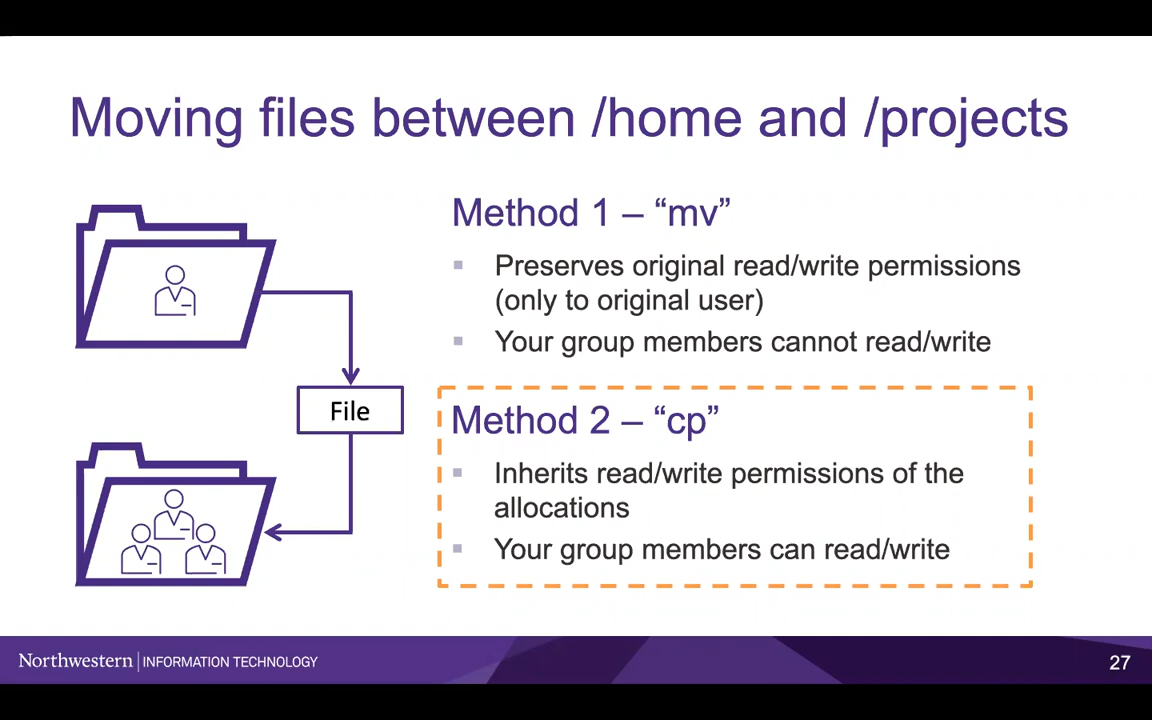 Moving files between /home and /projects
Method 1 – “mv”
▪ Preserves original read/write permissions
(only to original user)
▪ Your group members cannot read/write
File
Method 2 – “cp”
▪ Inherits read/write permissions of the
allocations
▪ Your group members can read/write
Northwestern | INFORMATION TECHNOLOGY
27